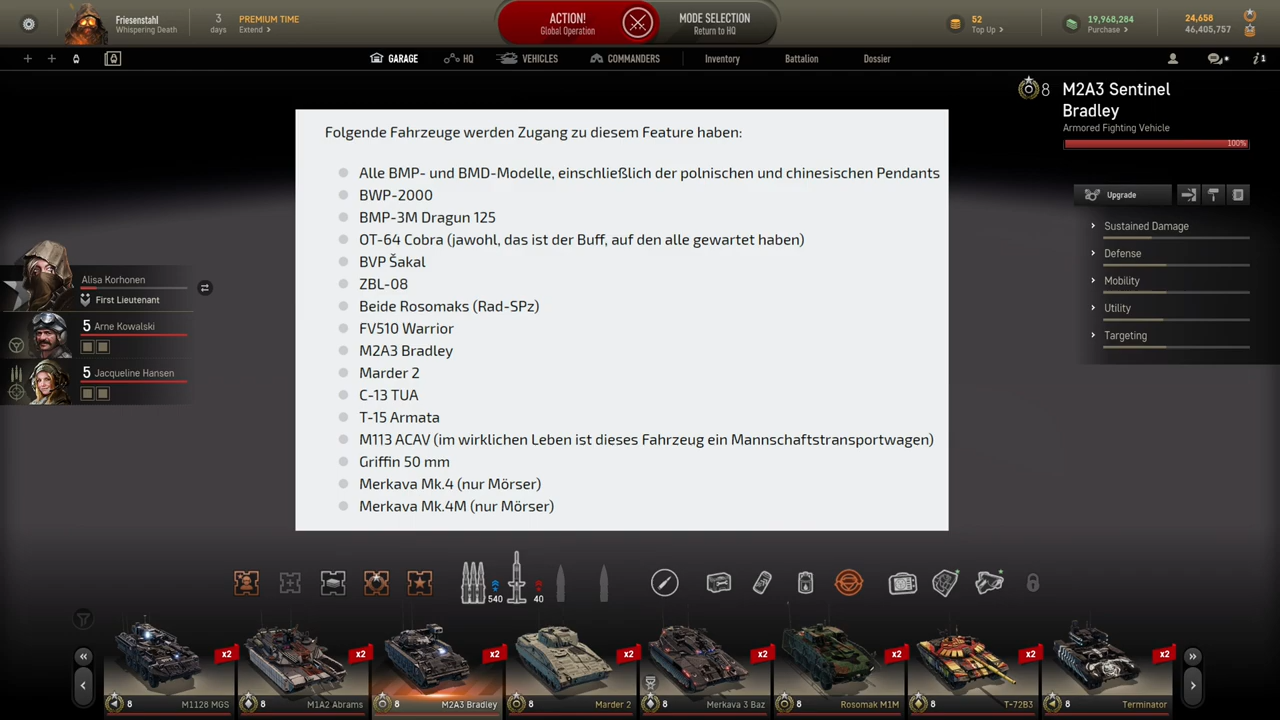 Friesenstahl
Whispering Death
3
days
PREMIUM TIME
Extend >
ACTION!
Global Operation
MODE SELECTION
Return to HQ
52
Top Up >
19,968,284
Purchase >
24,658
46,405,757
GARAGE
HQ
VEHICLES
COMMANDERS
Inventory
Battalion
Dossier
1
8
M2A3 Sentinel
Bradley
Armored Fighting Vehicle
100%
Upgrade
Sustained Damage
Defense
Mobility
Utility
Targeting
Alisa Korhonen
First Lieutenant
5 Arne Kowalski
5 Jacqueline Hansen
Folgende Fahrzeuge werden Zugang zu diesem Feature haben:
Alle BMP- und BMD-Modelle, einschließlich der polnischen und chinesischen Pendants
BWP-2000
BMP-3M Dragun 125
OT-64 Cobra (jawohl, das ist der Buff, auf den alle gewartet haben)
BVP Šakal
ZBL-08
Beide Rosomaks (Rad-SPz)
FV510 Warrior
M2A3 Bradley
Marder 2
C-13 TUA
T-15 Armata
M113 ACAV (im wirklichen Leben ist dieses Fahrzeug ein Mannschaftstransportwagen)
Griffin 50 mm
Merkava Mk.4 (nur Mörser)
Merkava Mk.4M (nur Mörser)
540
40
x2
x2
x2
x2
x2
x2
x2
x2
8 M1128 MGS
8 M1A2 Abrams
8 M2A3 Bradley
8 Marder 2
8 Merkava 3 Baz
8 Rosomak M1M
8 T-72B3
8 Terminator